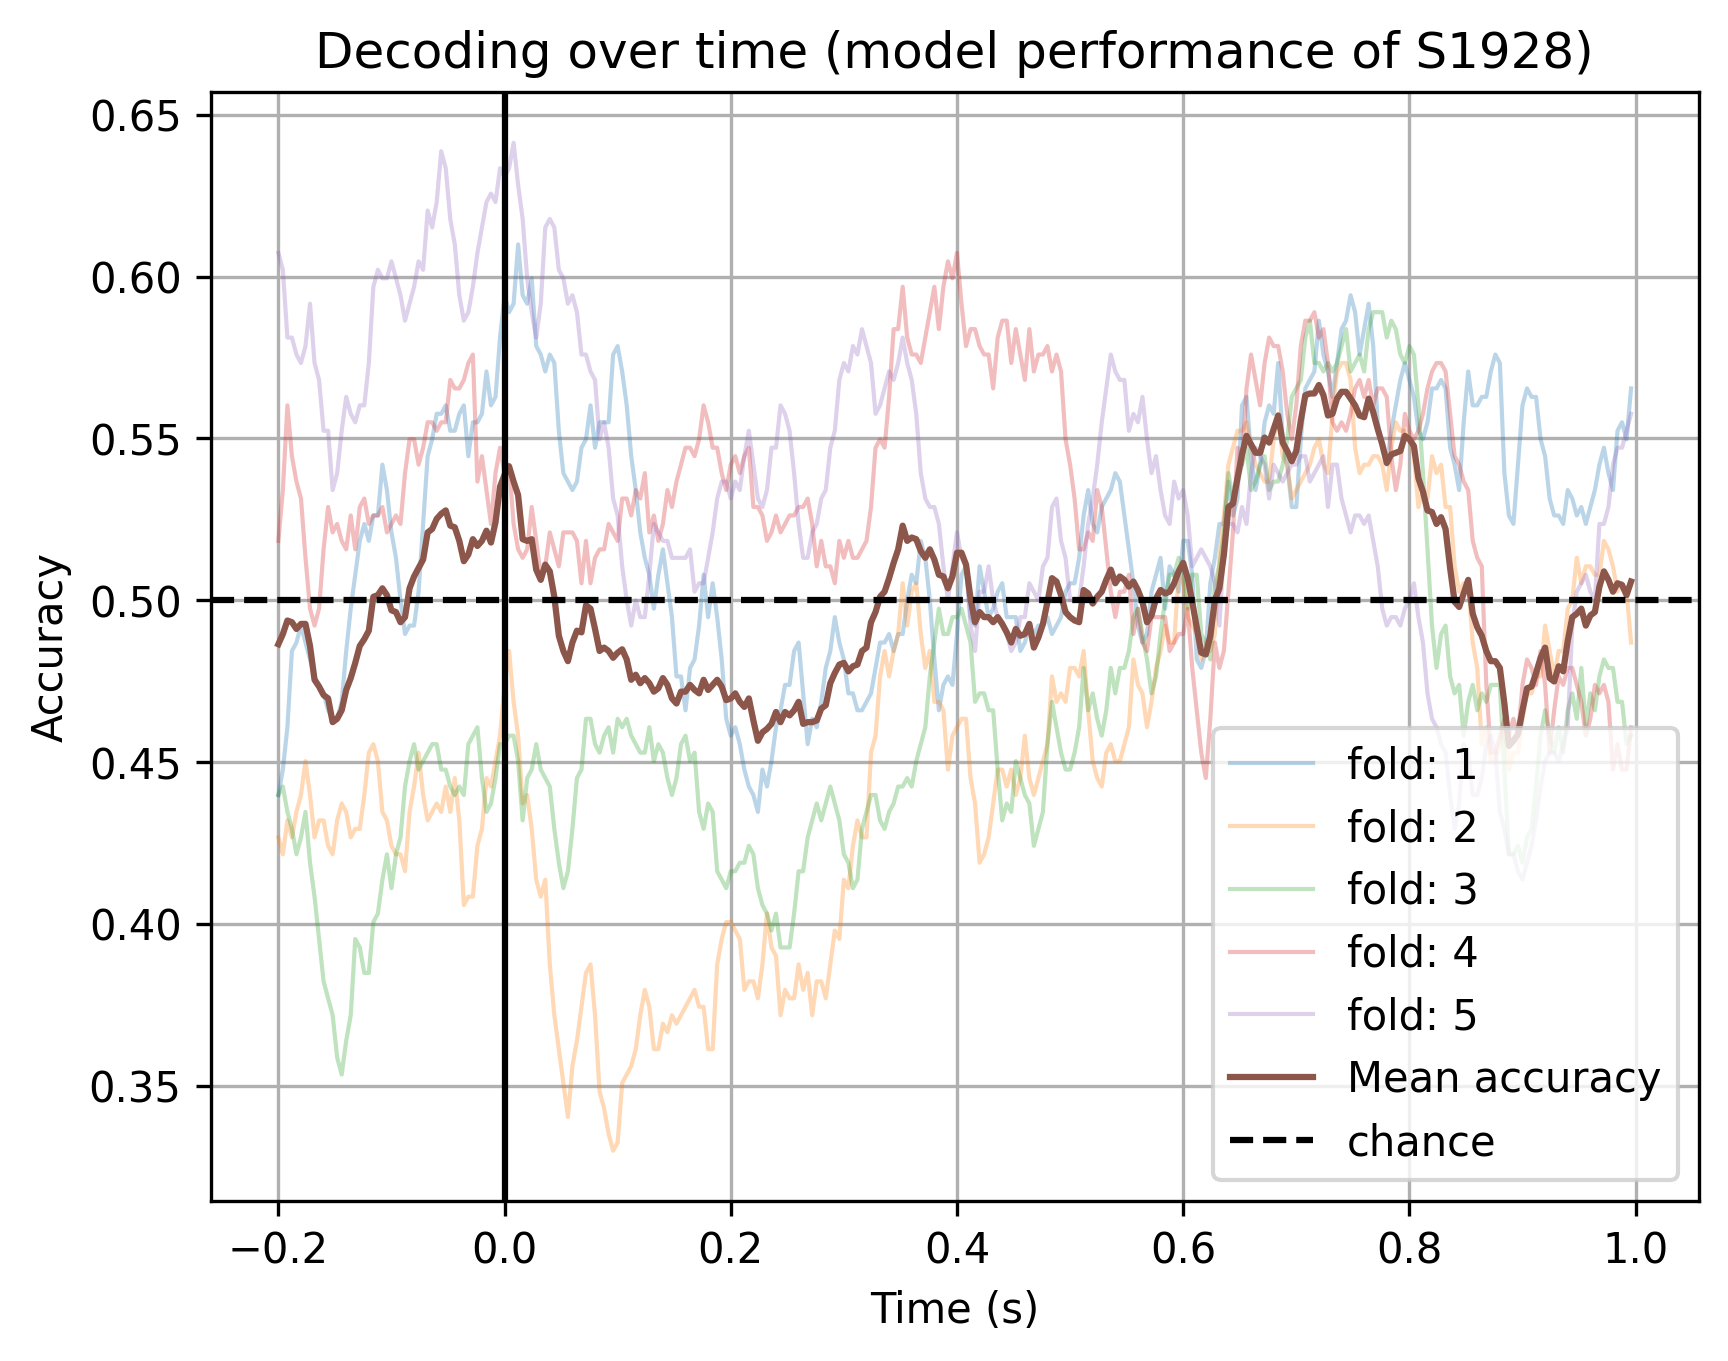 Decoding over time (model performance of S1928)
Accuracy
0.65
0.60
0.55
0.50
0.45
0.40
0.35
−0.2
0.0
0.2
0.4
0.6
0.8
1.0
Time (s)
fold: 1
fold: 2
fold: 3
fold: 4
fold: 5
Mean accuracy
chance